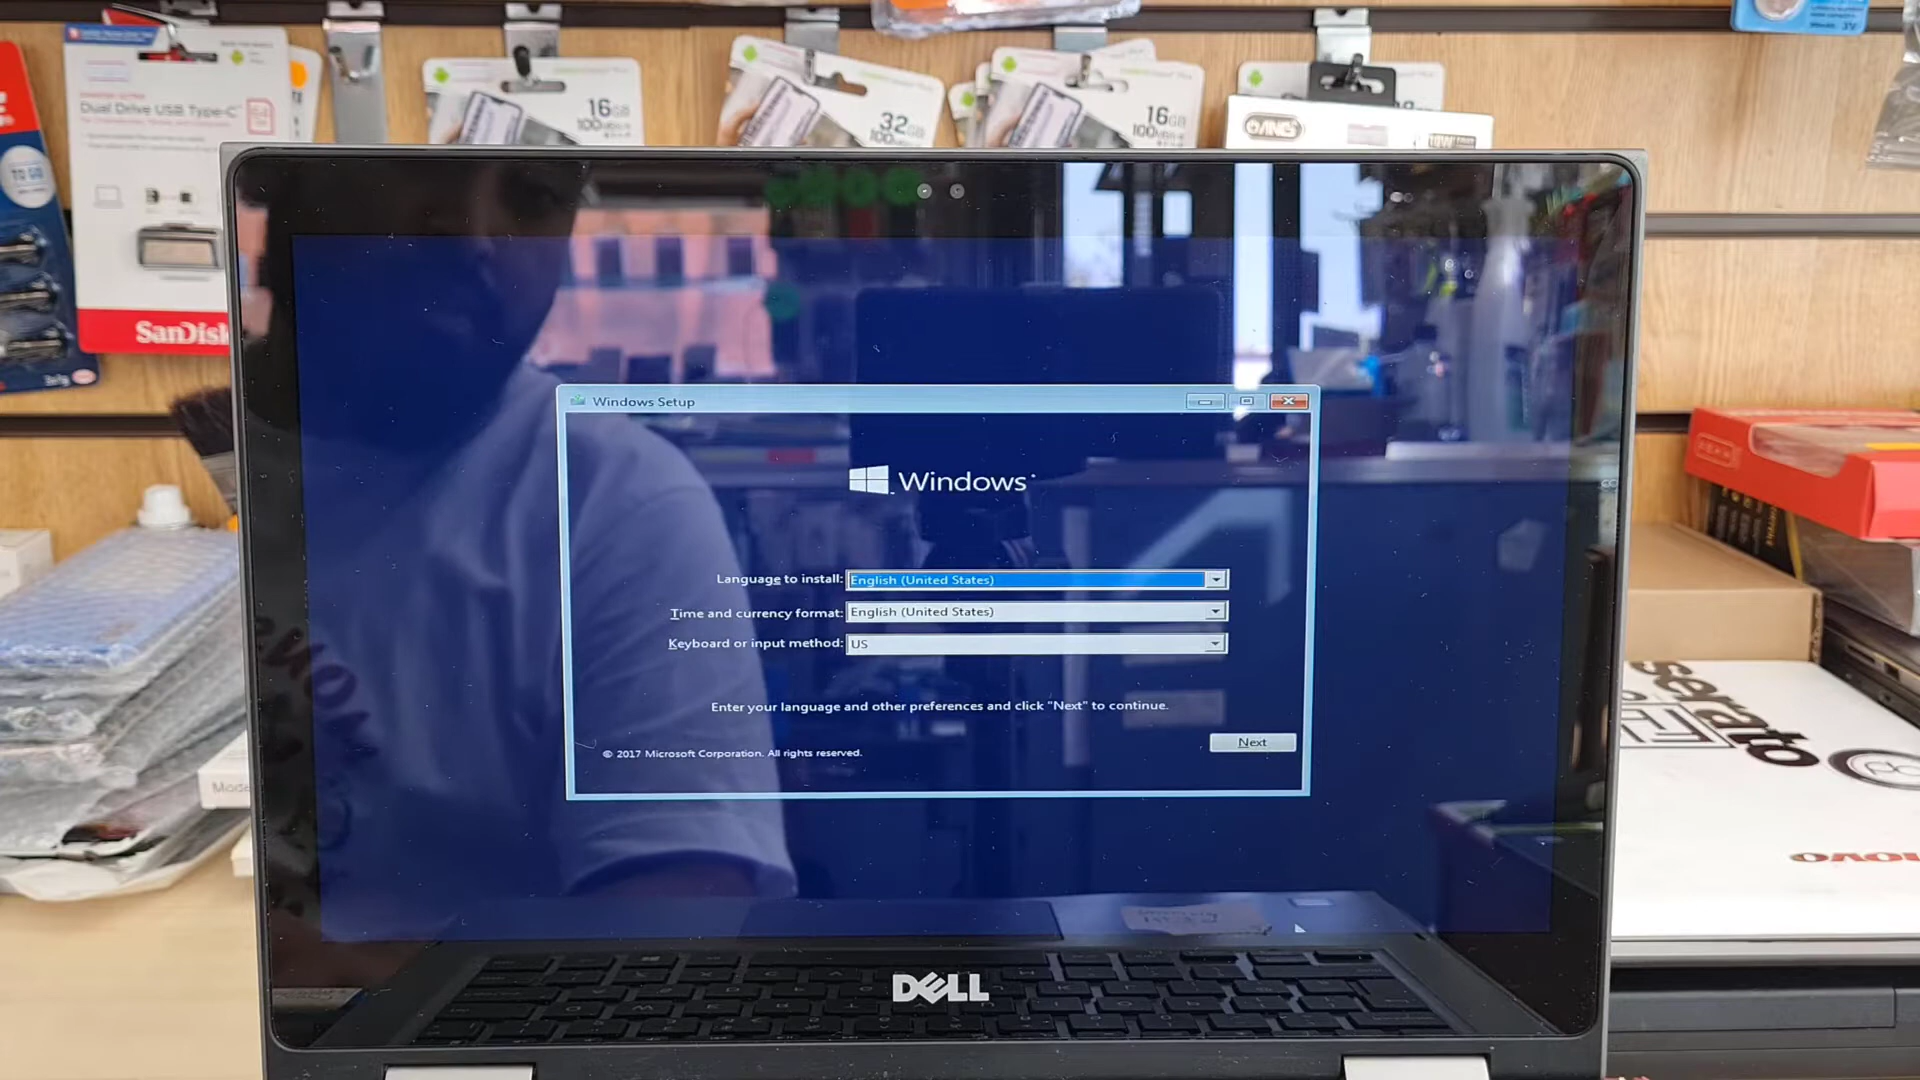 Dual Drive USB Type-C
16GB
32GB
16GB
TO GO
SanDisk
Windows Setup
Windows
Language to install: English (United States)
Time and currency format: English (United States)
Keyboard or input method: US
Enter your language and other preferences and click "Next" to continue.
Next
© 2017 Microsoft Corporation. All rights reserved.
DELL
serato